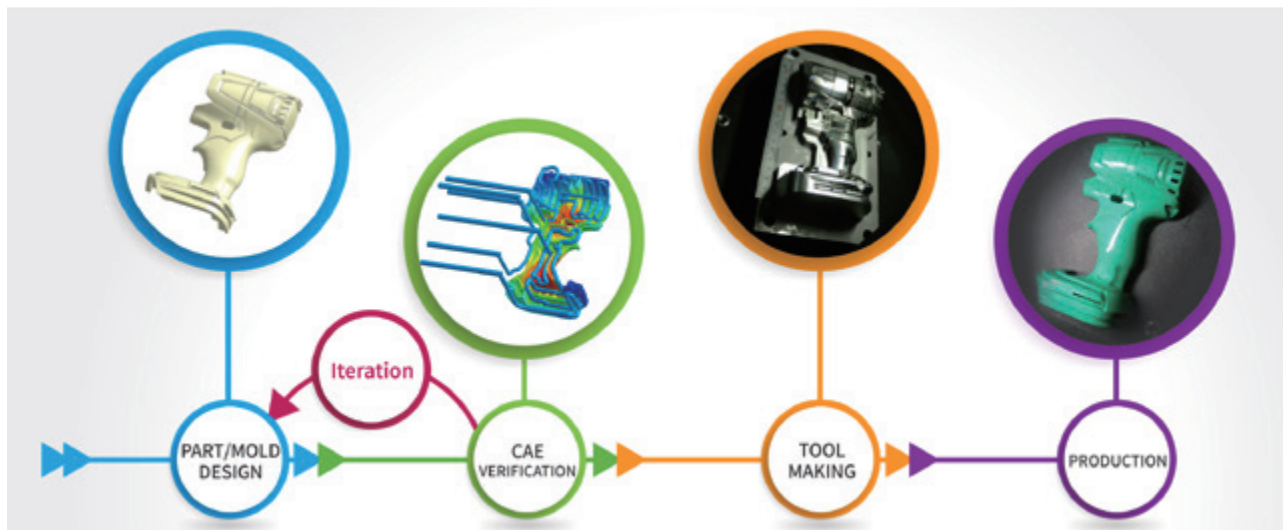 Iteration
PART/MOLD
DESIGN
CAE
VERIFICATION
TOOL
MAKING
PRODUCTION